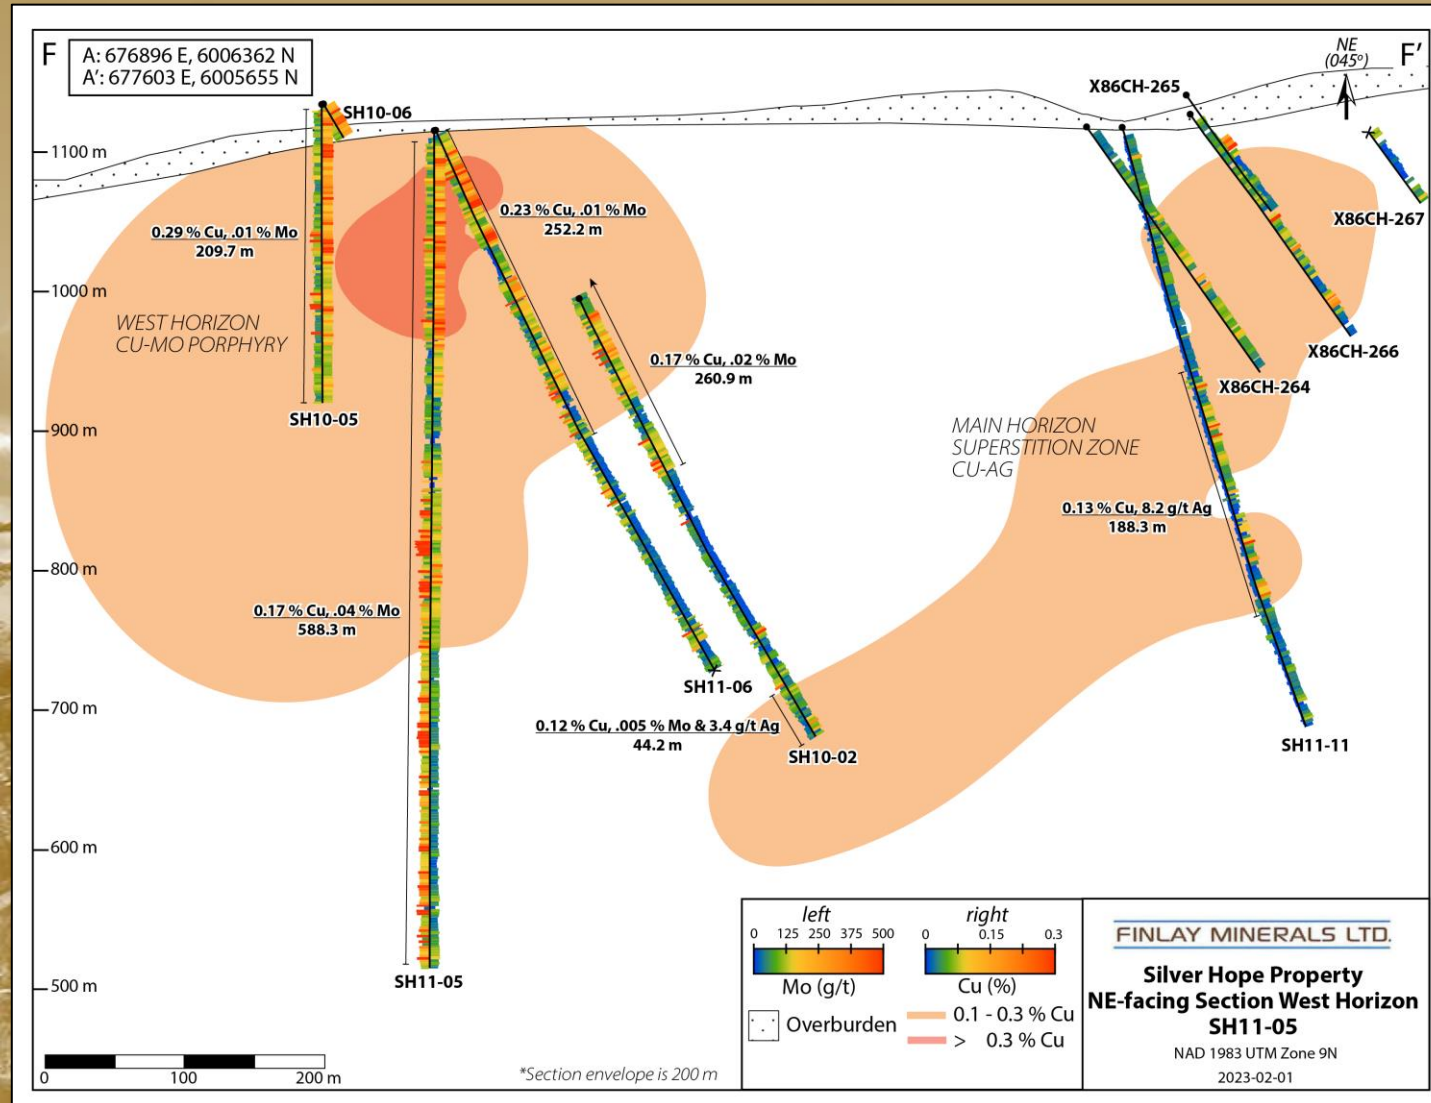 F
A: 676896 E, 6006362 N
A': 677603 E, 6005655 N
NE
(045°)
F'
X86CH-265
SH10-06
1100 m
X86CH-267
0.29 % Cu, .01 % Mo
209.7 m
0.23 % Cu, .01 % Mo
252.2 m
1000 m
WEST HORIZON
CU-MO PORPHYRY
0.17 % Cu, .02 % Mo
260.9 m
X86CH-266
X86CH-264
SH10-05
900 m
MAIN HORIZON
SUPERSTITION ZONE
CU-AG
0.13 % Cu, 8.2 g/t Ag
188.3 m
800 m
0.17 % Cu, .04 % Mo
588.3 m
SH11-06
700 m
0.12 % Cu, .005 % Mo & 3.4 g/t Ag
44.2 m
SH10-02
SH11-11
600 m
SH11-05
500 m
left
0 125 250 375 500
Mo (g/t)
right
0 0.15 0.3
Cu (%)
Overburden
0.1 - 0.3 % Cu
> 0.3 % Cu
FINLAY MINERALS LTD.
Silver Hope Property
NE-facing Section West Horizon
SH11-05
NAD 1983 UTM Zone 9N
2023-02-01
0 100 200 m
*Section envelope is 200 m